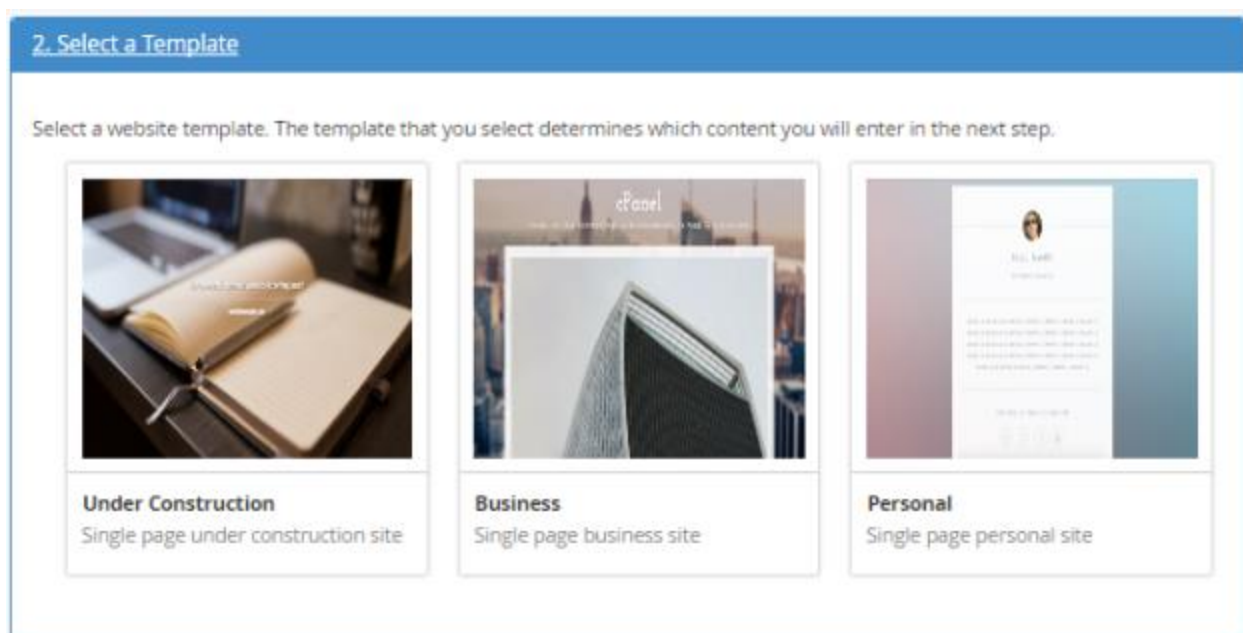 2. Select a Template
Select a website template. The template that you select determines which content you will enter in the next step.
cPanel
Under Construction
Single page under construction site
Business
Single page business site
Personal
Single page personal site